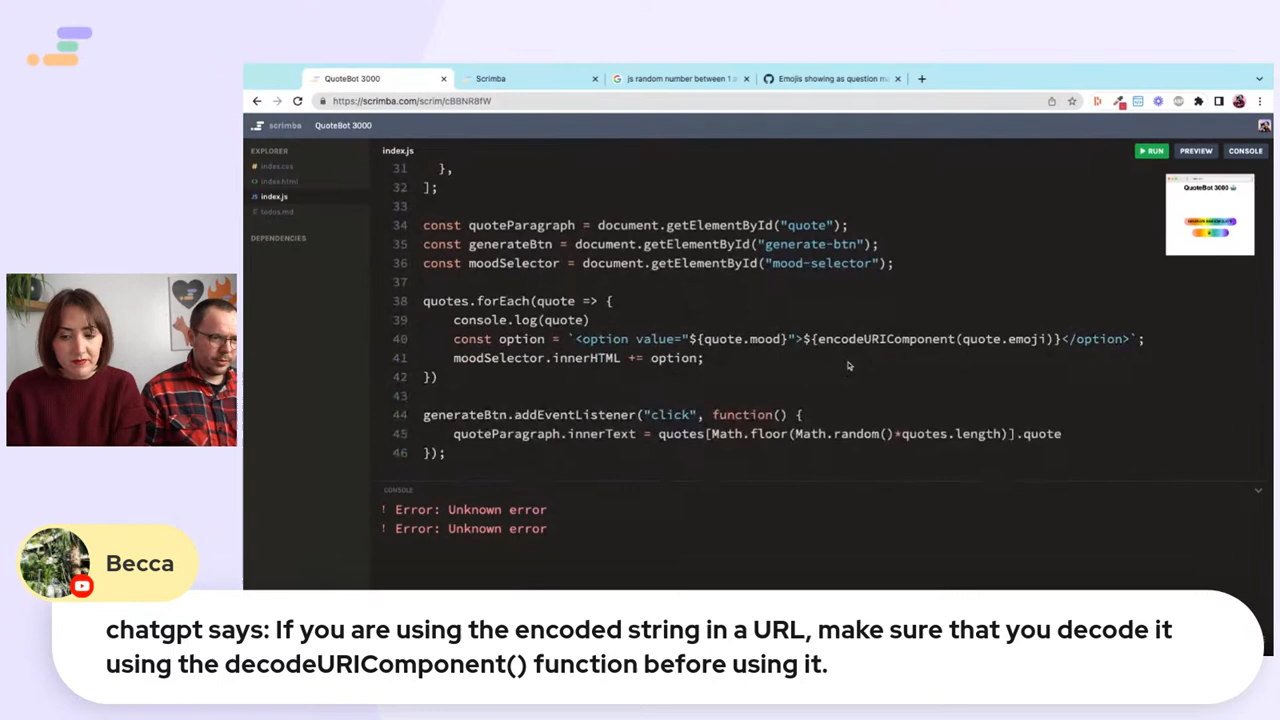 QuoteBot 3000
Scrimba
js random number between 1 a
Emojis showing as question m
https://scrimba.com/scrim/cBBNR8fW
scrimba
QuoteBot 3000
EXPLORER
index.css
index.html
index.js
todos.md
DEPENDENCIES
index.js
RUN
PREVIEW
CONSOLE
QuoteBot 3000
31 },
32 ];
33
34 const quoteParagraph = document.getElementById("quote");
35 const generateBtn = document.getElementById("generate-btn");
36 const moodSelector = document.getElementById("mood-selector");
37
38 quotes.forEach(quote => {
39 console.log(quote)
40 const option = `<option value="${quote.mood}">${encodeURIComponent(quote.emoji)}</option>`;
41 moodSelector.innerHTML += option;
42 })
43
44 generateBtn.addEventListener("click", function() {
45 quoteParagraph.innerText = quotes[Math.floor(Math.random()*quotes.length)].quote
46 });
CONSOLE
! Error: Unknown error
! Error: Unknown error
Becca
chatgpt says: If you are using the encoded string in a URL, make sure that you decode it
using the decodeURIComponent() function before using it.